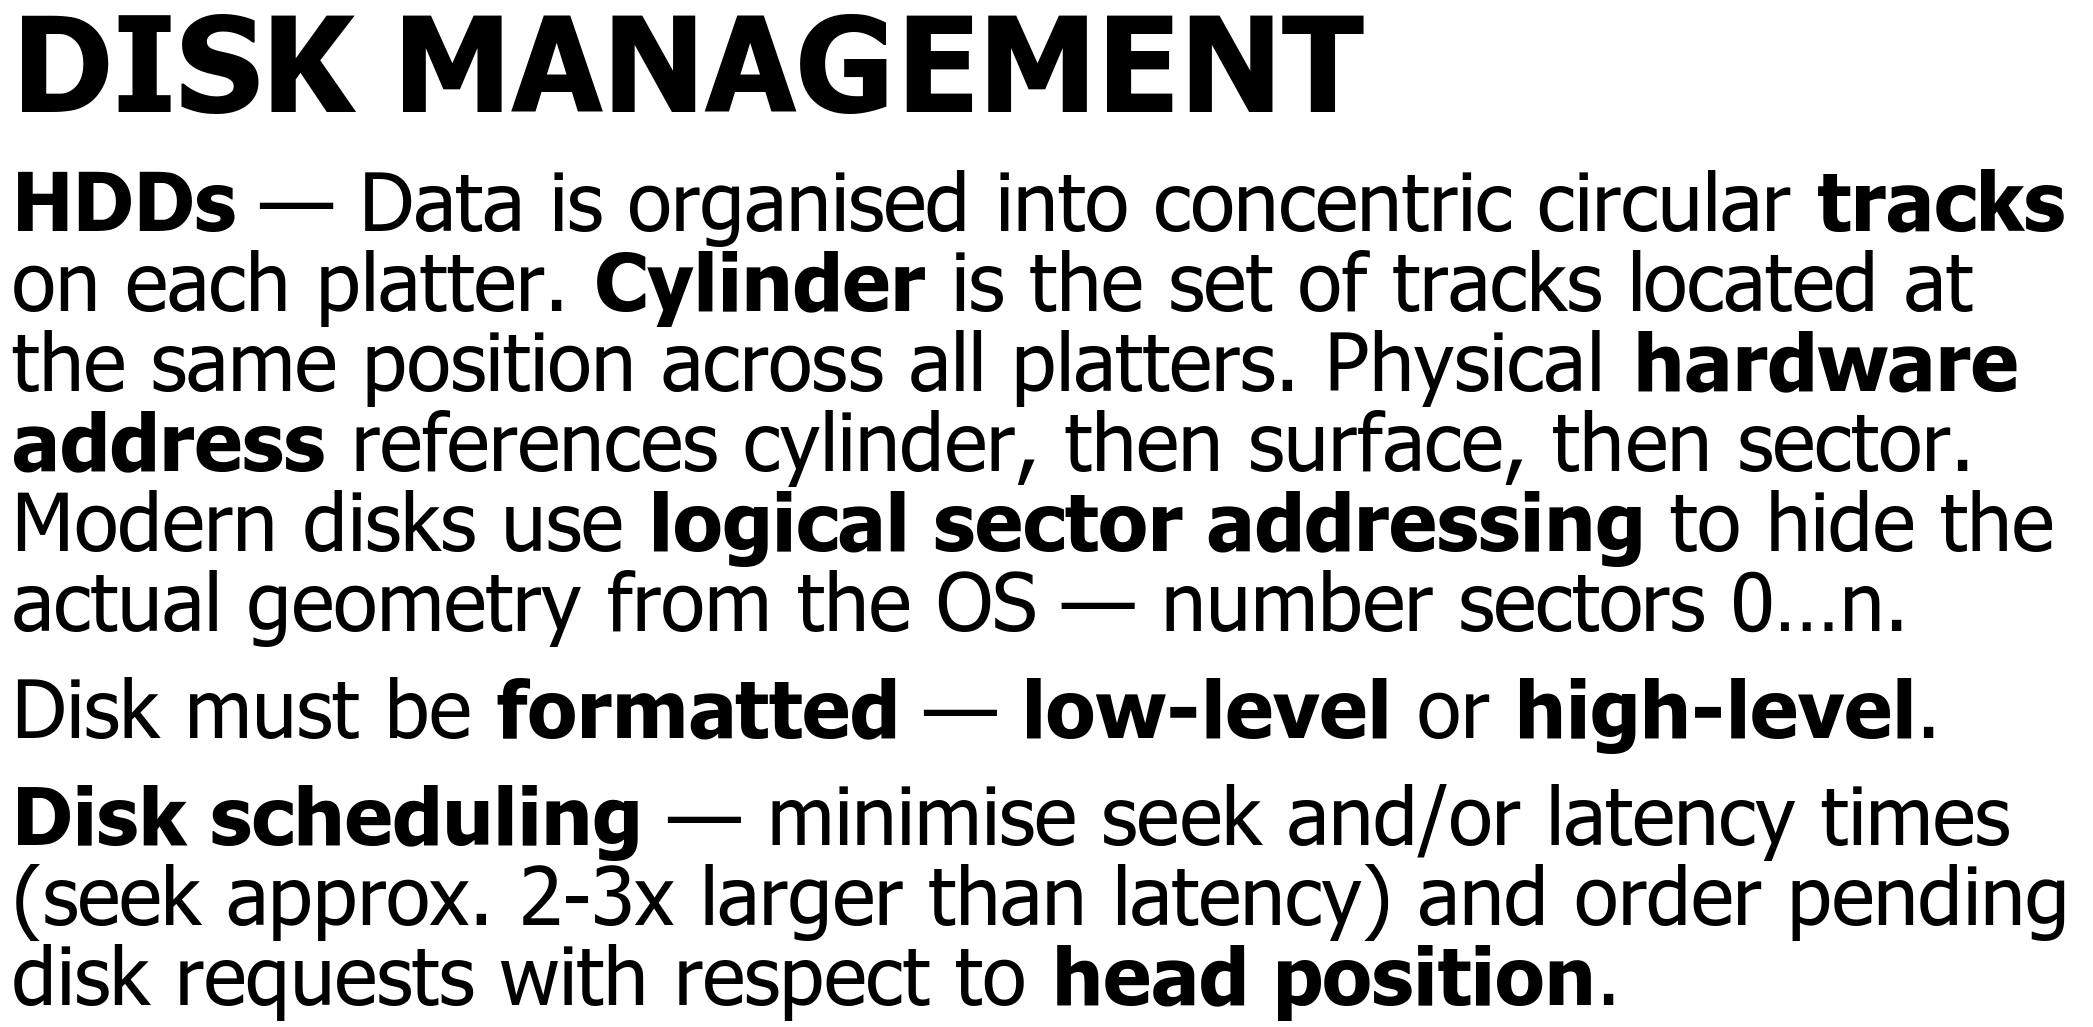 DISK MANAGEMENT
HDDs — Data is organised into concentric circular tracks
on each platter. Cylinder is the set of tracks located at
the same position across all platters. Physical hardware
address references cylinder, then surface, then sector.
Modern disks use logical sector addressing to hide the
actual geometry from the OS — number sectors 0...n.
Disk must be formatted — low-level or high-level.
Disk scheduling — minimise seek and/or latency times
(seek approx. 2-3x larger than latency) and order pending
disk requests with respect to head position.